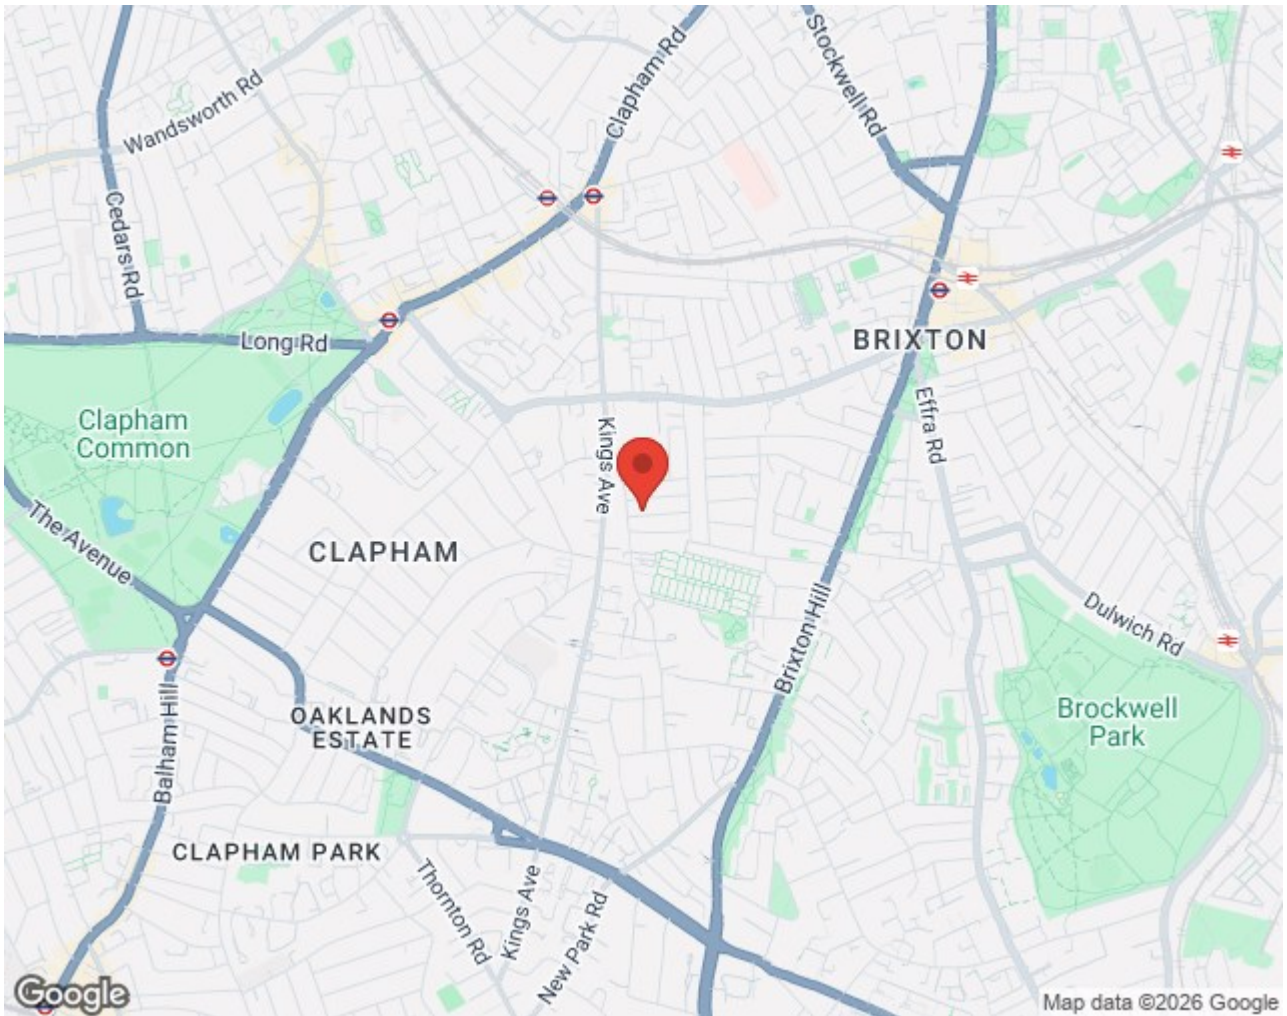 Wandsworth Rd
Clapham Rd
Stockwell Rd
Cedars Rd
Long Rd
BRIXTON
Clapham
Common
Kings Ave
Effra Rd
The Avenue
CLAPHAM
Brixton Hill
Dulwich Rd
Balham Hill
OAKLANDS
ESTATE
Brockwell
Park
CLAPHAM PARK
Thornton Rd
Kings Ave
New Park Rd
Google
Map data ©2026 Google